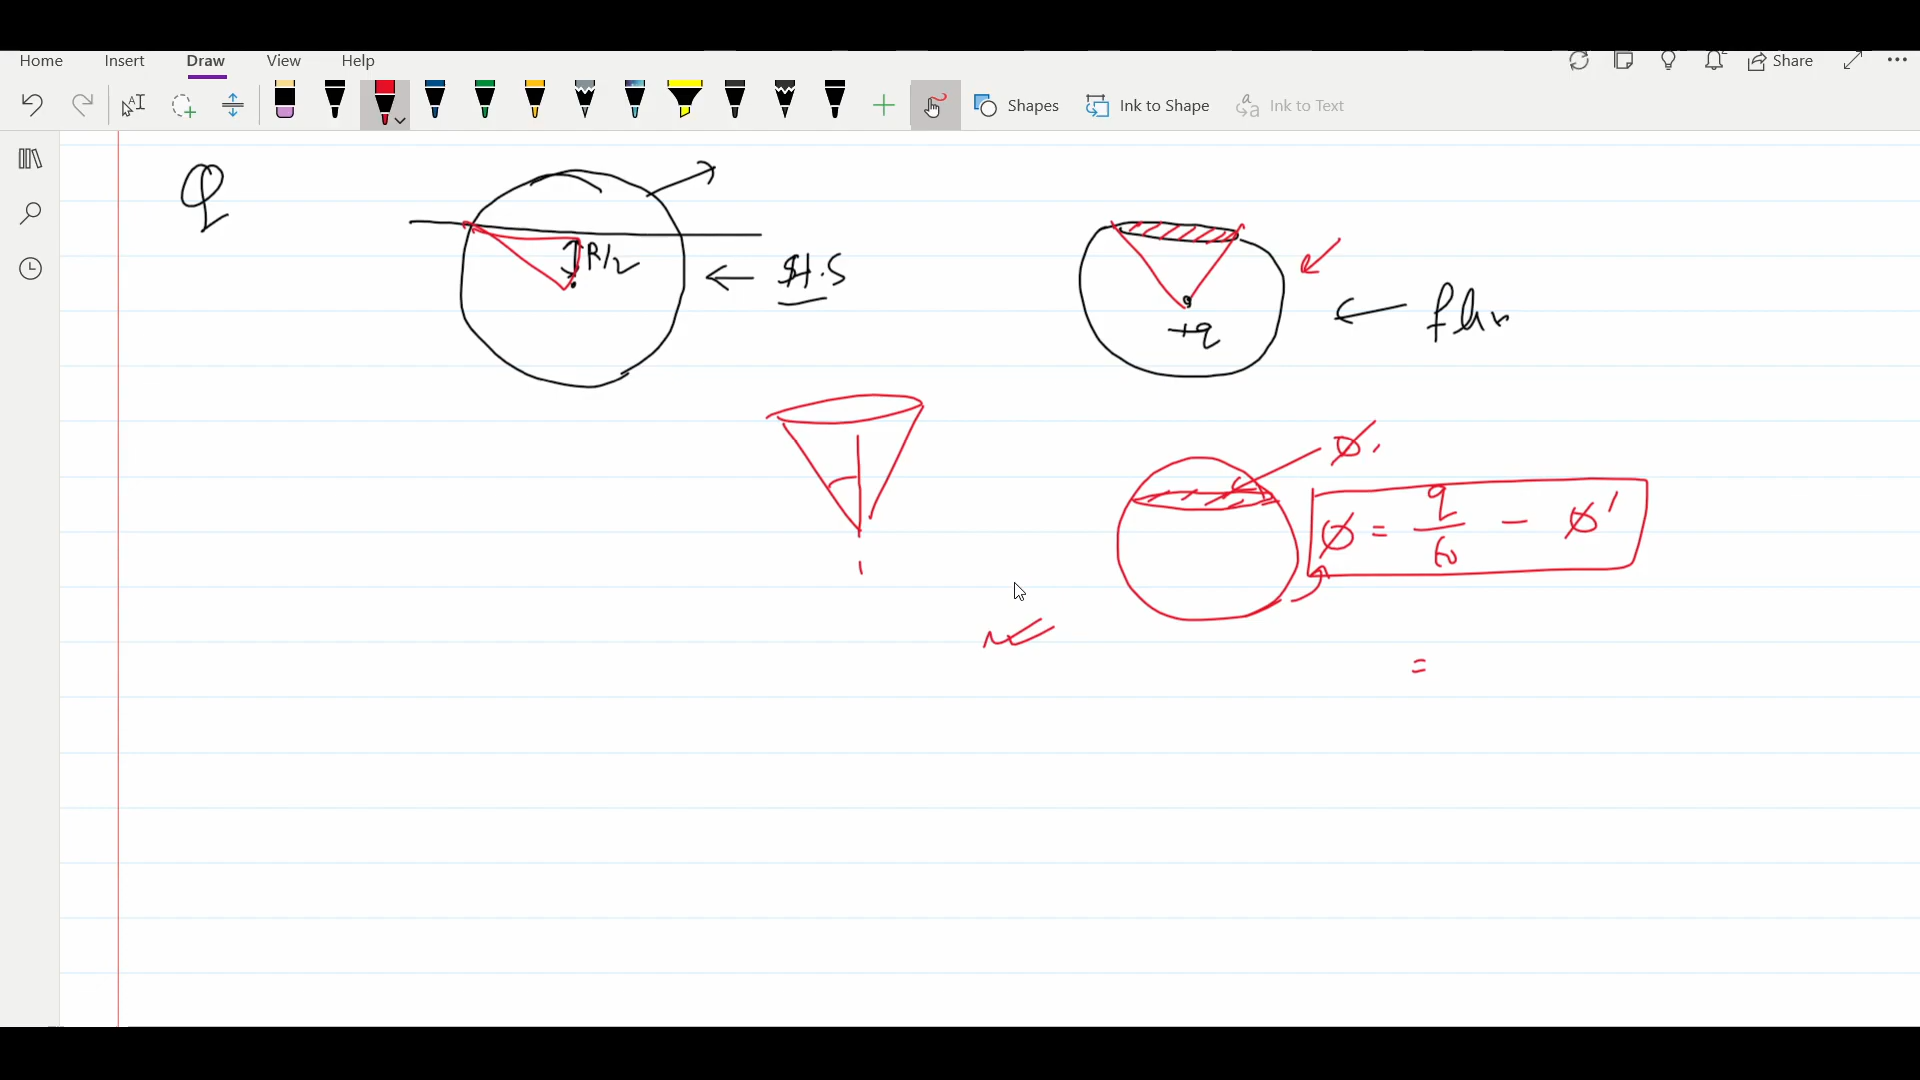 Home Insert Draw View Help Share
Shapes Ink to Shape Ink to Text
Q
R/2
H.S
+q
flux
ϕ'
ϕ = q/ε0 - ϕ'
=